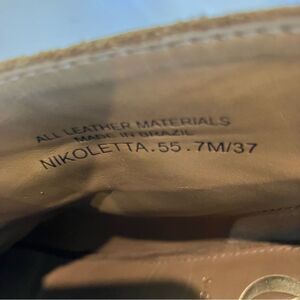 ALL LEATHER MATERIALS
MADE IN BRAZIL
NIKOLETTA.55.7M/37